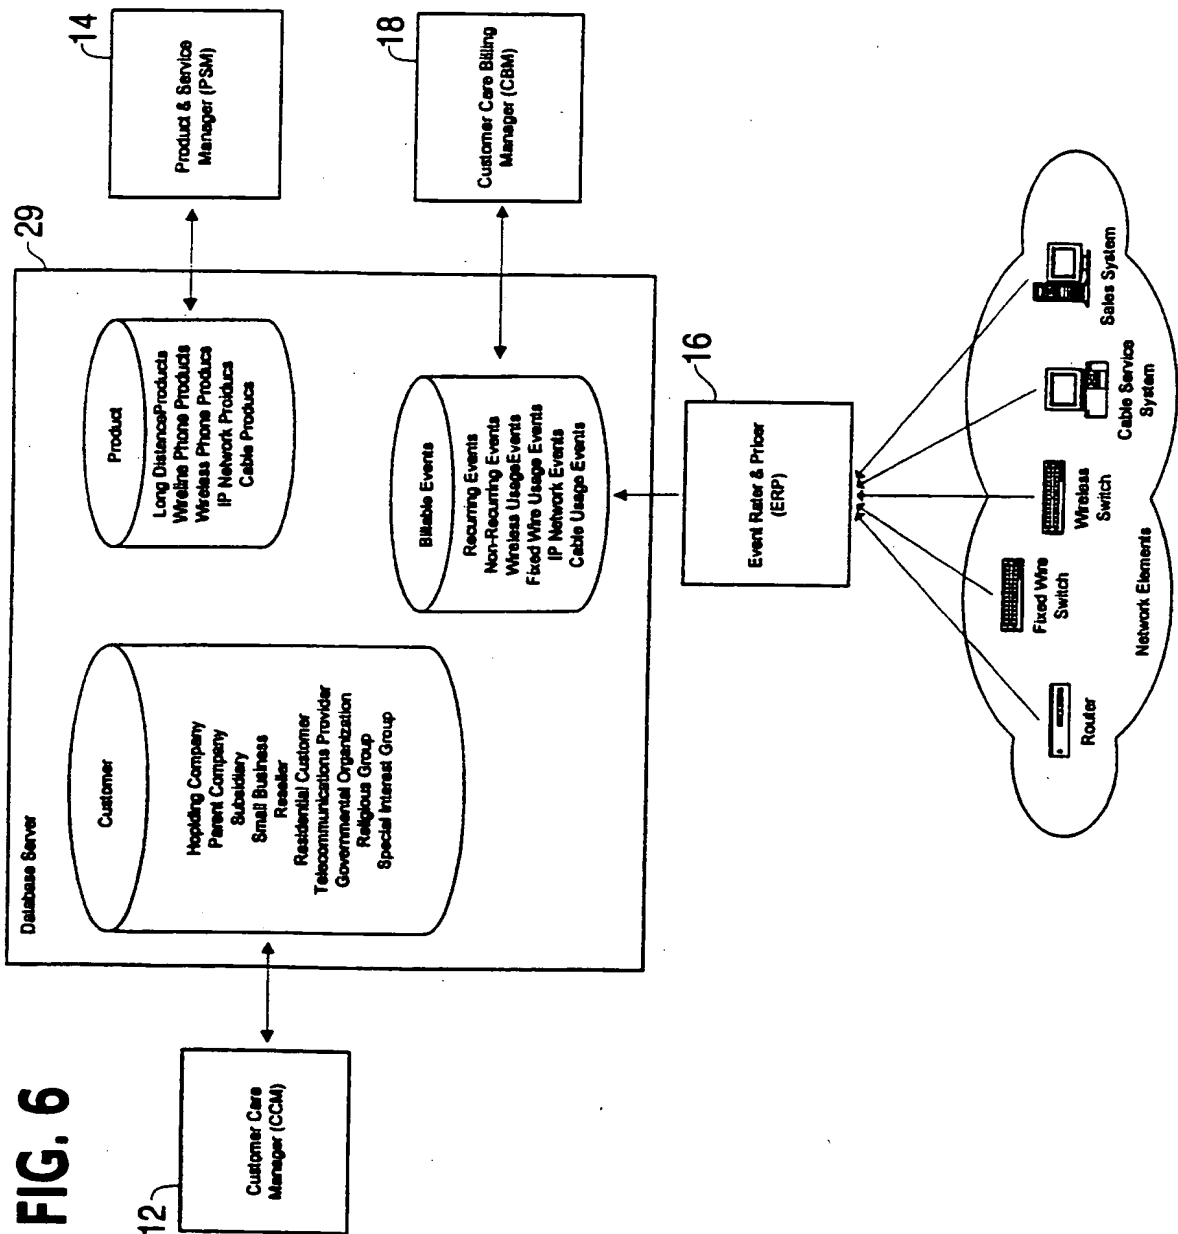 FIG. 6
12
Customer Care
Manager (CCM)
29
Database Server
Customer
Hoplding Company
Parent Company
Subsidiary
Small Business
Reseller
Residential Customer
Telecommunications Provider
Governmental Organization
Religious Group
Special Interest Group
Product
Long DistanceProducts
Wireline Phone Products
Wireless Phone Producs
IP Network Proiducs
Cable Producs
Billable Events
Recurring Events
Non-Recurring Events
Wireless UsageEvents
Fixed Wire Usage Events
IP Network Events
Cable Usage Events
14
Product & Service
Manager (PSM)
18
Customer Care Billing
Manager (CBM)
16
Event Rater & Pricer
(ERP)
Router
Fixed Wire
Switch
Wireless
Switch
Cable Service
System
Sales System
Network Elements